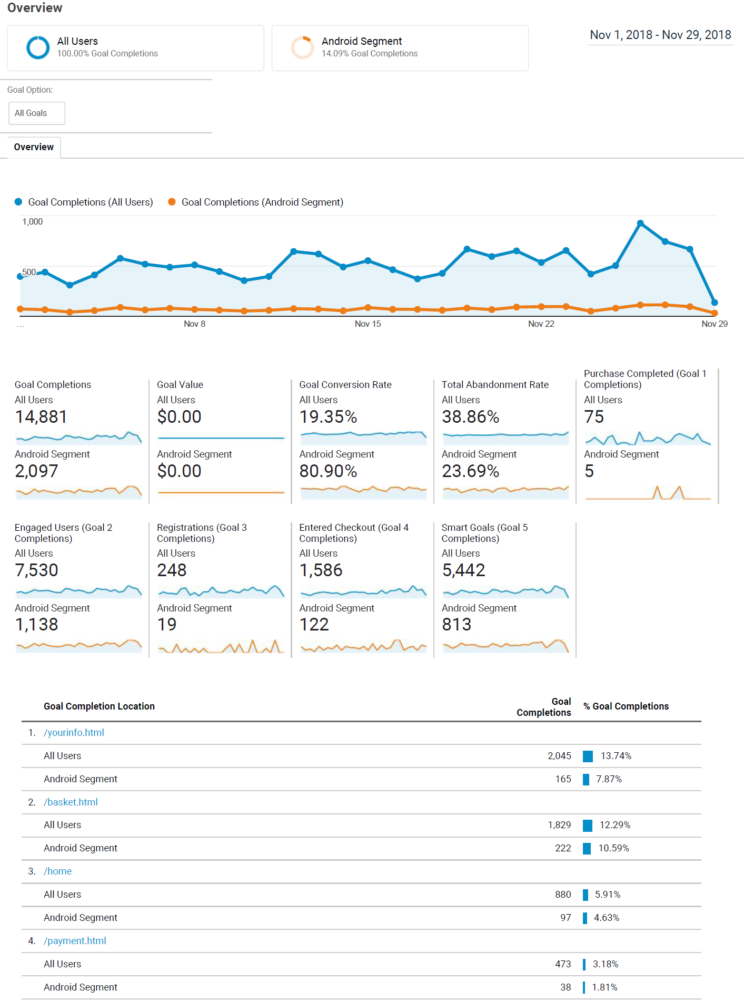 Overview
All Users
100.00% Goal Completions
Android Segment
14.09% Goal Completions
Nov 1, 2018 - Nov 29, 2018
Goal Option:
All Goals
Overview
Goal Completions (All Users)
Goal Completions (Android Segment)
1,000
500
...
Nov 8
Nov 15
Nov 22
Nov 29
Goal Completions
All Users
14,881
Android Segment
2,097
Goal Value
All Users
$0.00
Android Segment
$0.00
Goal Conversion Rate
All Users
19.35%
Android Segment
80.90%
Total Abandonment Rate
All Users
38.86%
Android Segment
23.69%
Purchase Completed (Goal 1
Completions)
All Users
75
Android Segment
5
Engaged Users (Goal 2
Completions)
All Users
7,530
Android Segment
1,138
Registrations (Goal 3
Completions)
All Users
248
Android Segment
19
Entered Checkout (Goal 4
Completions)
All Users
1,586
Android Segment
122
Smart Goals (Goal 5
Completions)
All Users
5,442
Android Segment
813
Goal Completion Location
Goal
Completions
% Goal Completions
1. /yourinfo.html
All Users 2,045 13.74%
Android Segment 165 7.87%
2. /basket.html
All Users 1,829 12.29%
Android Segment 222 10.59%
3. /home
All Users 880 5.91%
Android Segment 97 4.63%
4. /payment.html
All Users 473 3.18%
Android Segment 38 1.81%